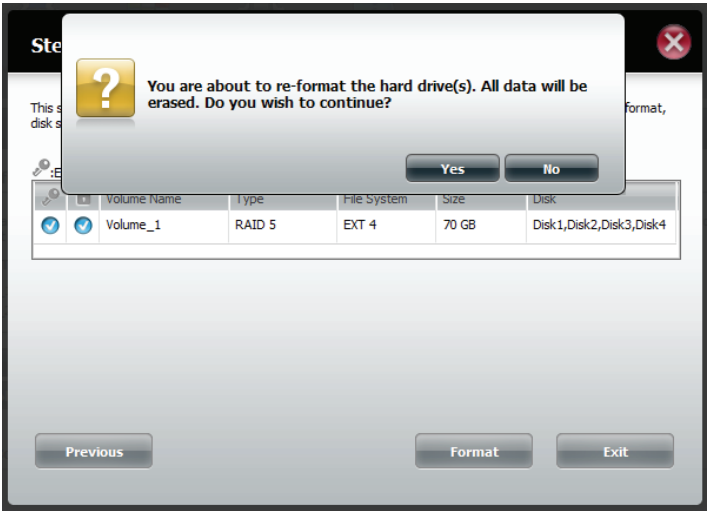 Ste
You are about to re-format the hard drive(s). All data will be
erased. Do you wish to continue?
This s
format,
disk s
Yes No
:E
Volume Name Type File System Size Disk
Volume_1 RAID 5 EXT 4 70 GB Disk1,Disk2,Disk3,Disk4
Previous Format Exit